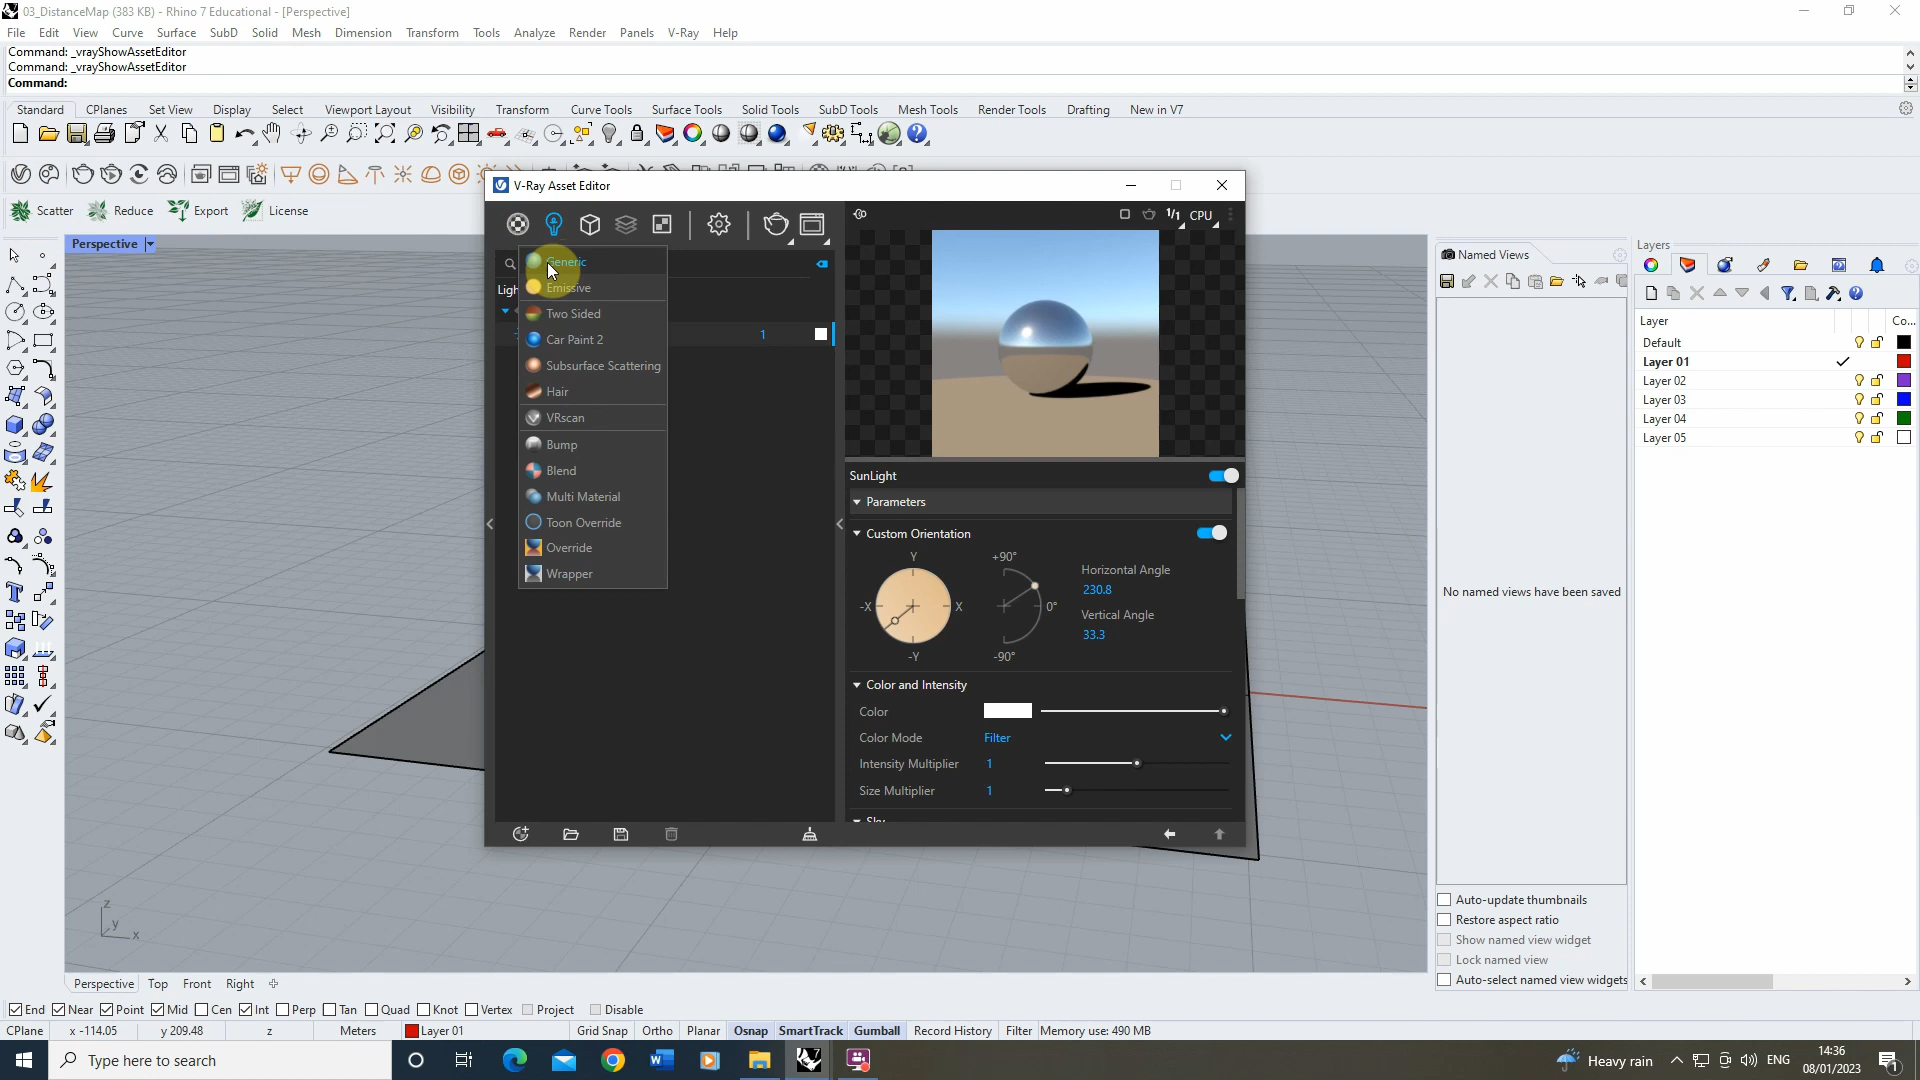 03_DistanceMap (383 KB) - Rhino 7 Educational - [Perspective]
File Edit View Curve Surface SubD Solid Mesh Dimension Transform Tools Analyze Render Panels V-Ray Help
Command: _vrayShowAssetEditor
Command: _vrayShowAssetEditor
Command:
Standard CPlanes Set View Display Select Viewport Layout Visibility Transform Curve Tools Surface Tools Solid Tools SubD Tools Mesh Tools Render Tools Drafting New in V7
Scatter Reduce Export License
Perspective
V-Ray Asset Editor
1/1 CPU
Generic
Emissive
Two Sided
Car Paint 2
Subsurface Scattering
Hair
VRscan
Bump
Blend
Multi Material
Toon Override
Override
Wrapper
Ligh
1
SunLight
Parameters
Custom Orientation
Y
-X X
-Y
+90°
0°
-90°
Horizontal Angle
230.8
Vertical Angle
33.3
Color and Intensity
Color
Color Mode Filter
Intensity Multiplier 1
Size Multiplier 1
Sky
z
y
x
Named Views
No named views have been saved
Auto-update thumbnails
Restore aspect ratio
Show named view widget
Lock named view
Auto-select named view widgets
Layers
Layer Co...
Default
Layer 01
Layer 02
Layer 03
Layer 04
Layer 05
Perspective Top Front Right
End Near Point Mid Cen Int Perp Tan Quad Knot Vertex Project Disable
CPlane x -114.05 y 209.48 z Meters Layer 01 Grid Snap Ortho Planar Osnap SmartTrack Gumball Record History Filter Memory use: 490 MB
Type here to search
Heavy rain ENG
14:36
08/01/2023
1